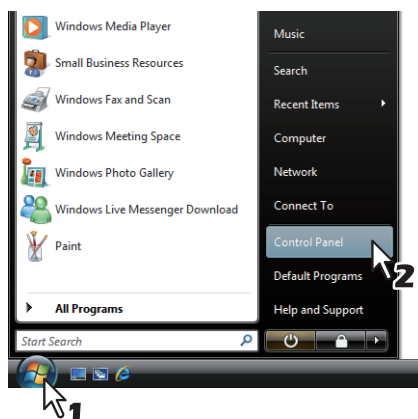 Windows Media Player
Small Business Resources
Windows Fax and Scan
Windows Meeting Space
Windows Photo Gallery
Windows Live Messenger Download
Paint
All Programs
Start Search
Music
Search
Recent Items
Computer
Network
Connect To
Control Panel
2
Default Programs
Help and Support
1